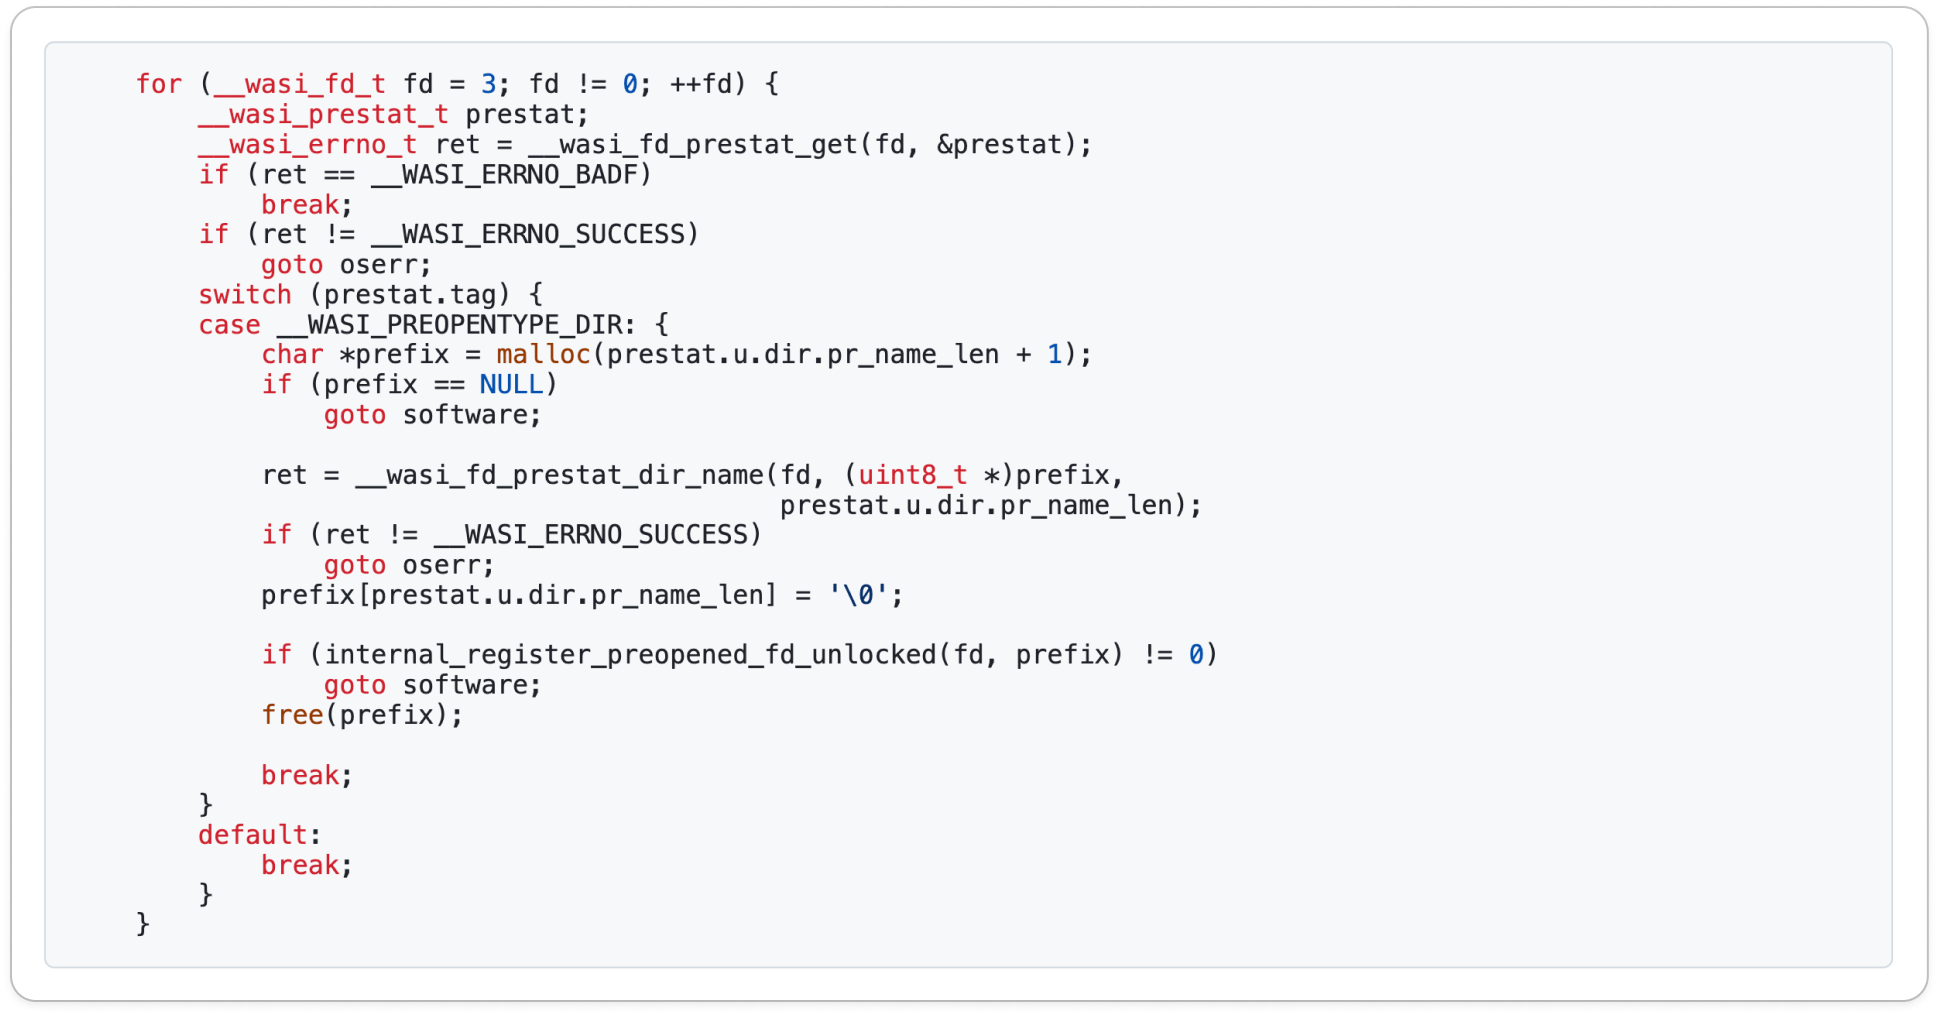 for (__wasi_fd_t fd = 3; fd != 0; ++fd) {
    __wasi_prestat_t prestat;
    __wasi_errno_t ret = __wasi_fd_prestat_get(fd, &prestat);
    if (ret == __WASI_ERRNO_BADF)
        break;
    if (ret != __WASI_ERRNO_SUCCESS)
        goto oserr;
    switch (prestat.tag) {
    case __WASI_PREOPENTYPE_DIR: {
        char *prefix = malloc(prestat.u.dir.pr_name_len + 1);
        if (prefix == NULL)
            goto software;

        ret = __wasi_fd_prestat_dir_name(fd, (uint8_t *)prefix,
                                         prestat.u.dir.pr_name_len);
        if (ret != __WASI_ERRNO_SUCCESS)
            goto oserr;
        prefix[prestat.u.dir.pr_name_len] = '\0';

        if (internal_register_preopened_fd_unlocked(fd, prefix) != 0)
            goto software;
        free(prefix);

        break;
    }
    default:
        break;
    }
}